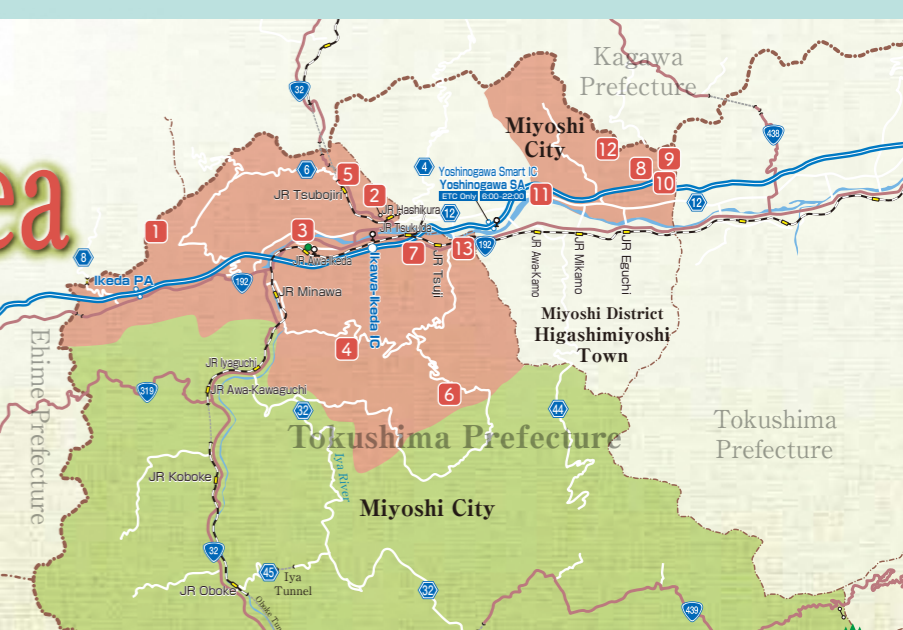 Kagawa
Prefecture
32
438
Miyoshi
City
12
9
8
10
6
5
4
Yoshinogawa Smart IC
Yoshinogawa SA
ETC Only 6:00-22:00
11
12
JR Tsubojiri
2
JR Hashikura
12
ea
1
3
JR Tsukuda
8
JR Awa-Ikeda
7
13
192
JR Awa-Kamo
JR Mikamo
JR Eguchi
JR Tsuji
Ikawa-Ikeda IC
Ikeda PA
192
JR Minawa
Miyoshi District
Higashimiyoshi
Town
4
Ehime Prefecture
JR Iyaguchi
319
JR Awa-Kawaguchi
6
32
44
Tokushima
Prefecture
Tokushima Prefecture
Iya River
JR Koboke
Miyoshi City
32
45
Iya
Tunnel
JR Oboke
32
439